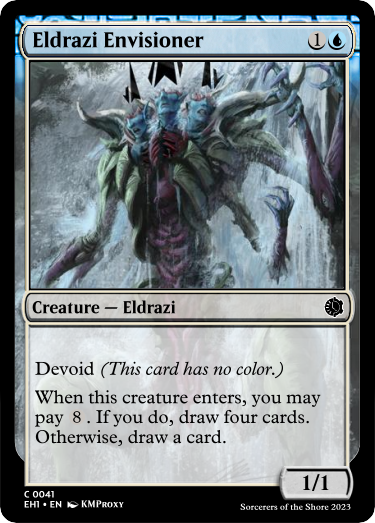 Eldrazi Envisioner 1
Creature — Eldrazi
Devoid (This card has no color.)
When this creature enters, you may
pay 8 . If you do, draw four cards.
Otherwise, draw a card.
1/1
C 0041
EH1 • EN KMProxy
Sorcerers of the Shore 2023